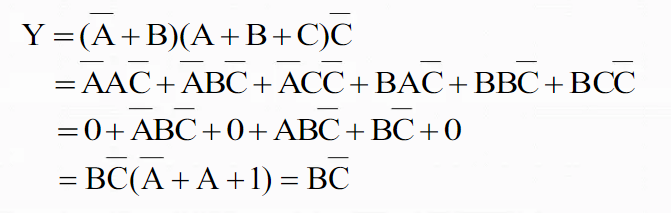 Y = (A̅ + B)(A + B + C)C̅
= A̅AC̅ + A̅BC̅ + A̅CC̅ + BAC̅ + BBC̅ + BCC̅
= 0 + A̅BC̅ + 0 + ABC̅ + BC̅ + 0
= BC̅(A̅ + A + 1) = BC̅